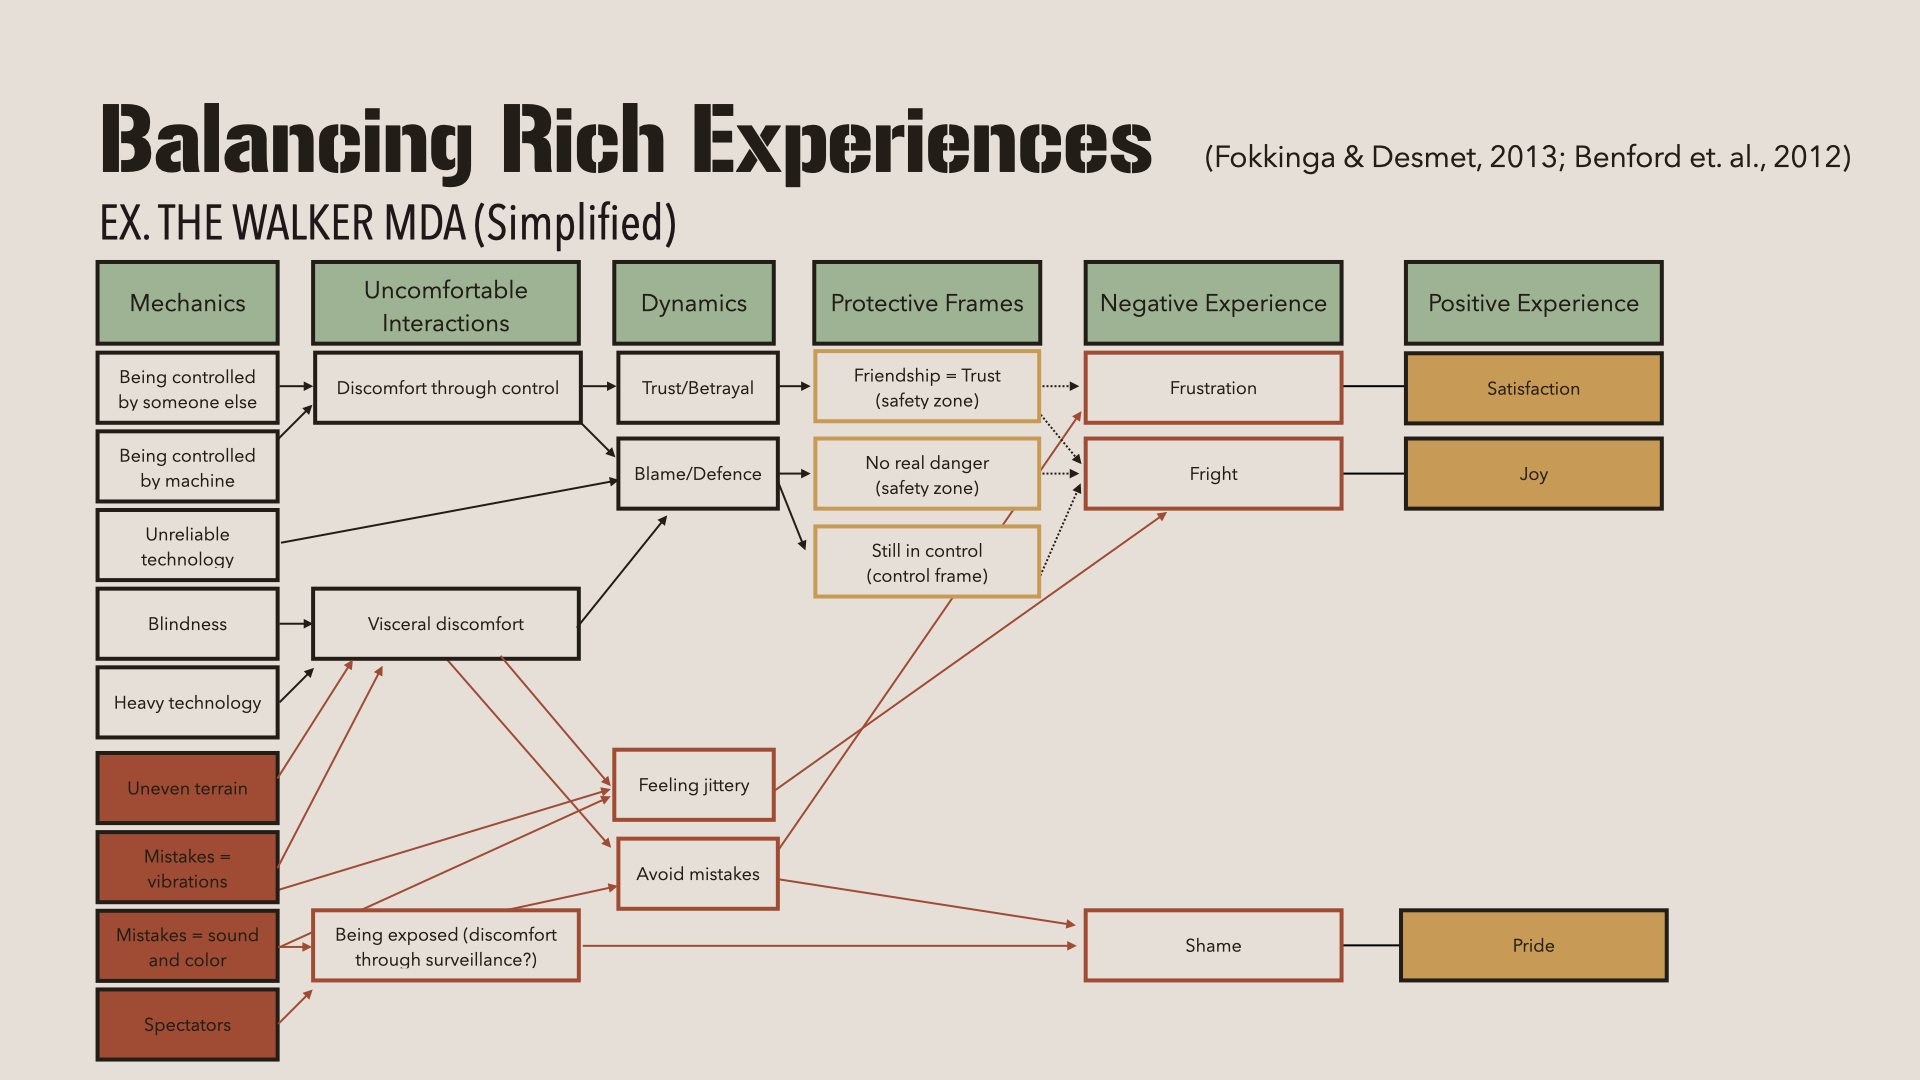 Balancing Rich Experiences (Fokkinga & Desmet, 2013; Benford et. al., 2012)
EX. THE WALKER MDA (Simplified)
Mechanics
Uncomfortable
Interactions
Dynamics
Protective Frames
Negative Experience
Positive Experience
Being controlled
by someone else
Discomfort through control
Trust/Betrayal
Friendship = Trust
(safety zone)
Frustration
Satisfaction
Being controlled
by machine
Blame/Defence
No real danger
(safety zone)
Fright
Joy
Unreliable
technology
Still in control
(control frame)
Blindness
Visceral discomfort
Heavy technology
Uneven terrain
Feeling jittery
Mistakes =
vibrations
Avoid mistakes
Mistakes = sound
and color
Being exposed (discomfort
through surveillance?)
Shame
Pride
Spectators